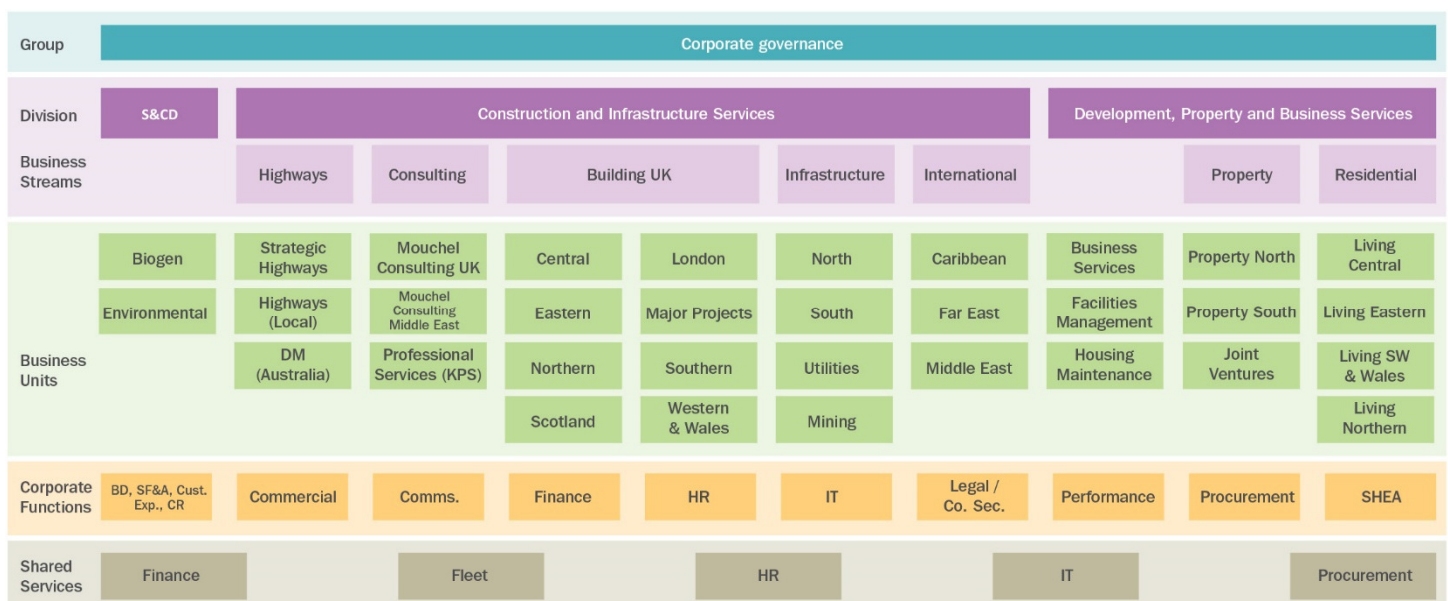 Group
Corporate governance
Division
S&CD
Construction and Infrastructure Services
Development, Property and Business Services
Business
Streams
Highways
Consulting
Building UK
Infrastructure
International
Property
Residential
Business
Units
Biogen
Strategic
Highways
Mouchel
Consulting UK
Central
London
North
Caribbean
Business
Services
Property North
Living
Central
Environmental
Highways
(Local)
Mouchel
Consulting
Middle East
Eastern
Major Projects
South
Far East
Facilities
Management
Property South
Living Eastern
DM
(Australia)
Professional
Services (KPS)
Northern
Southern
Utilities
Middle East
Housing
Maintenance
Joint
Ventures
Living SW
& Wales
Scotland
Western
& Wales
Mining
Living
Northern
Corporate
Functions
BD, SF&A, Cust.
Exp., CR
Commercial
Comms.
Finance
HR
IT
Legal /
Co. Sec.
Performance
Procurement
SHEA
Shared
Services
Finance
Fleet
HR
IT
Procurement